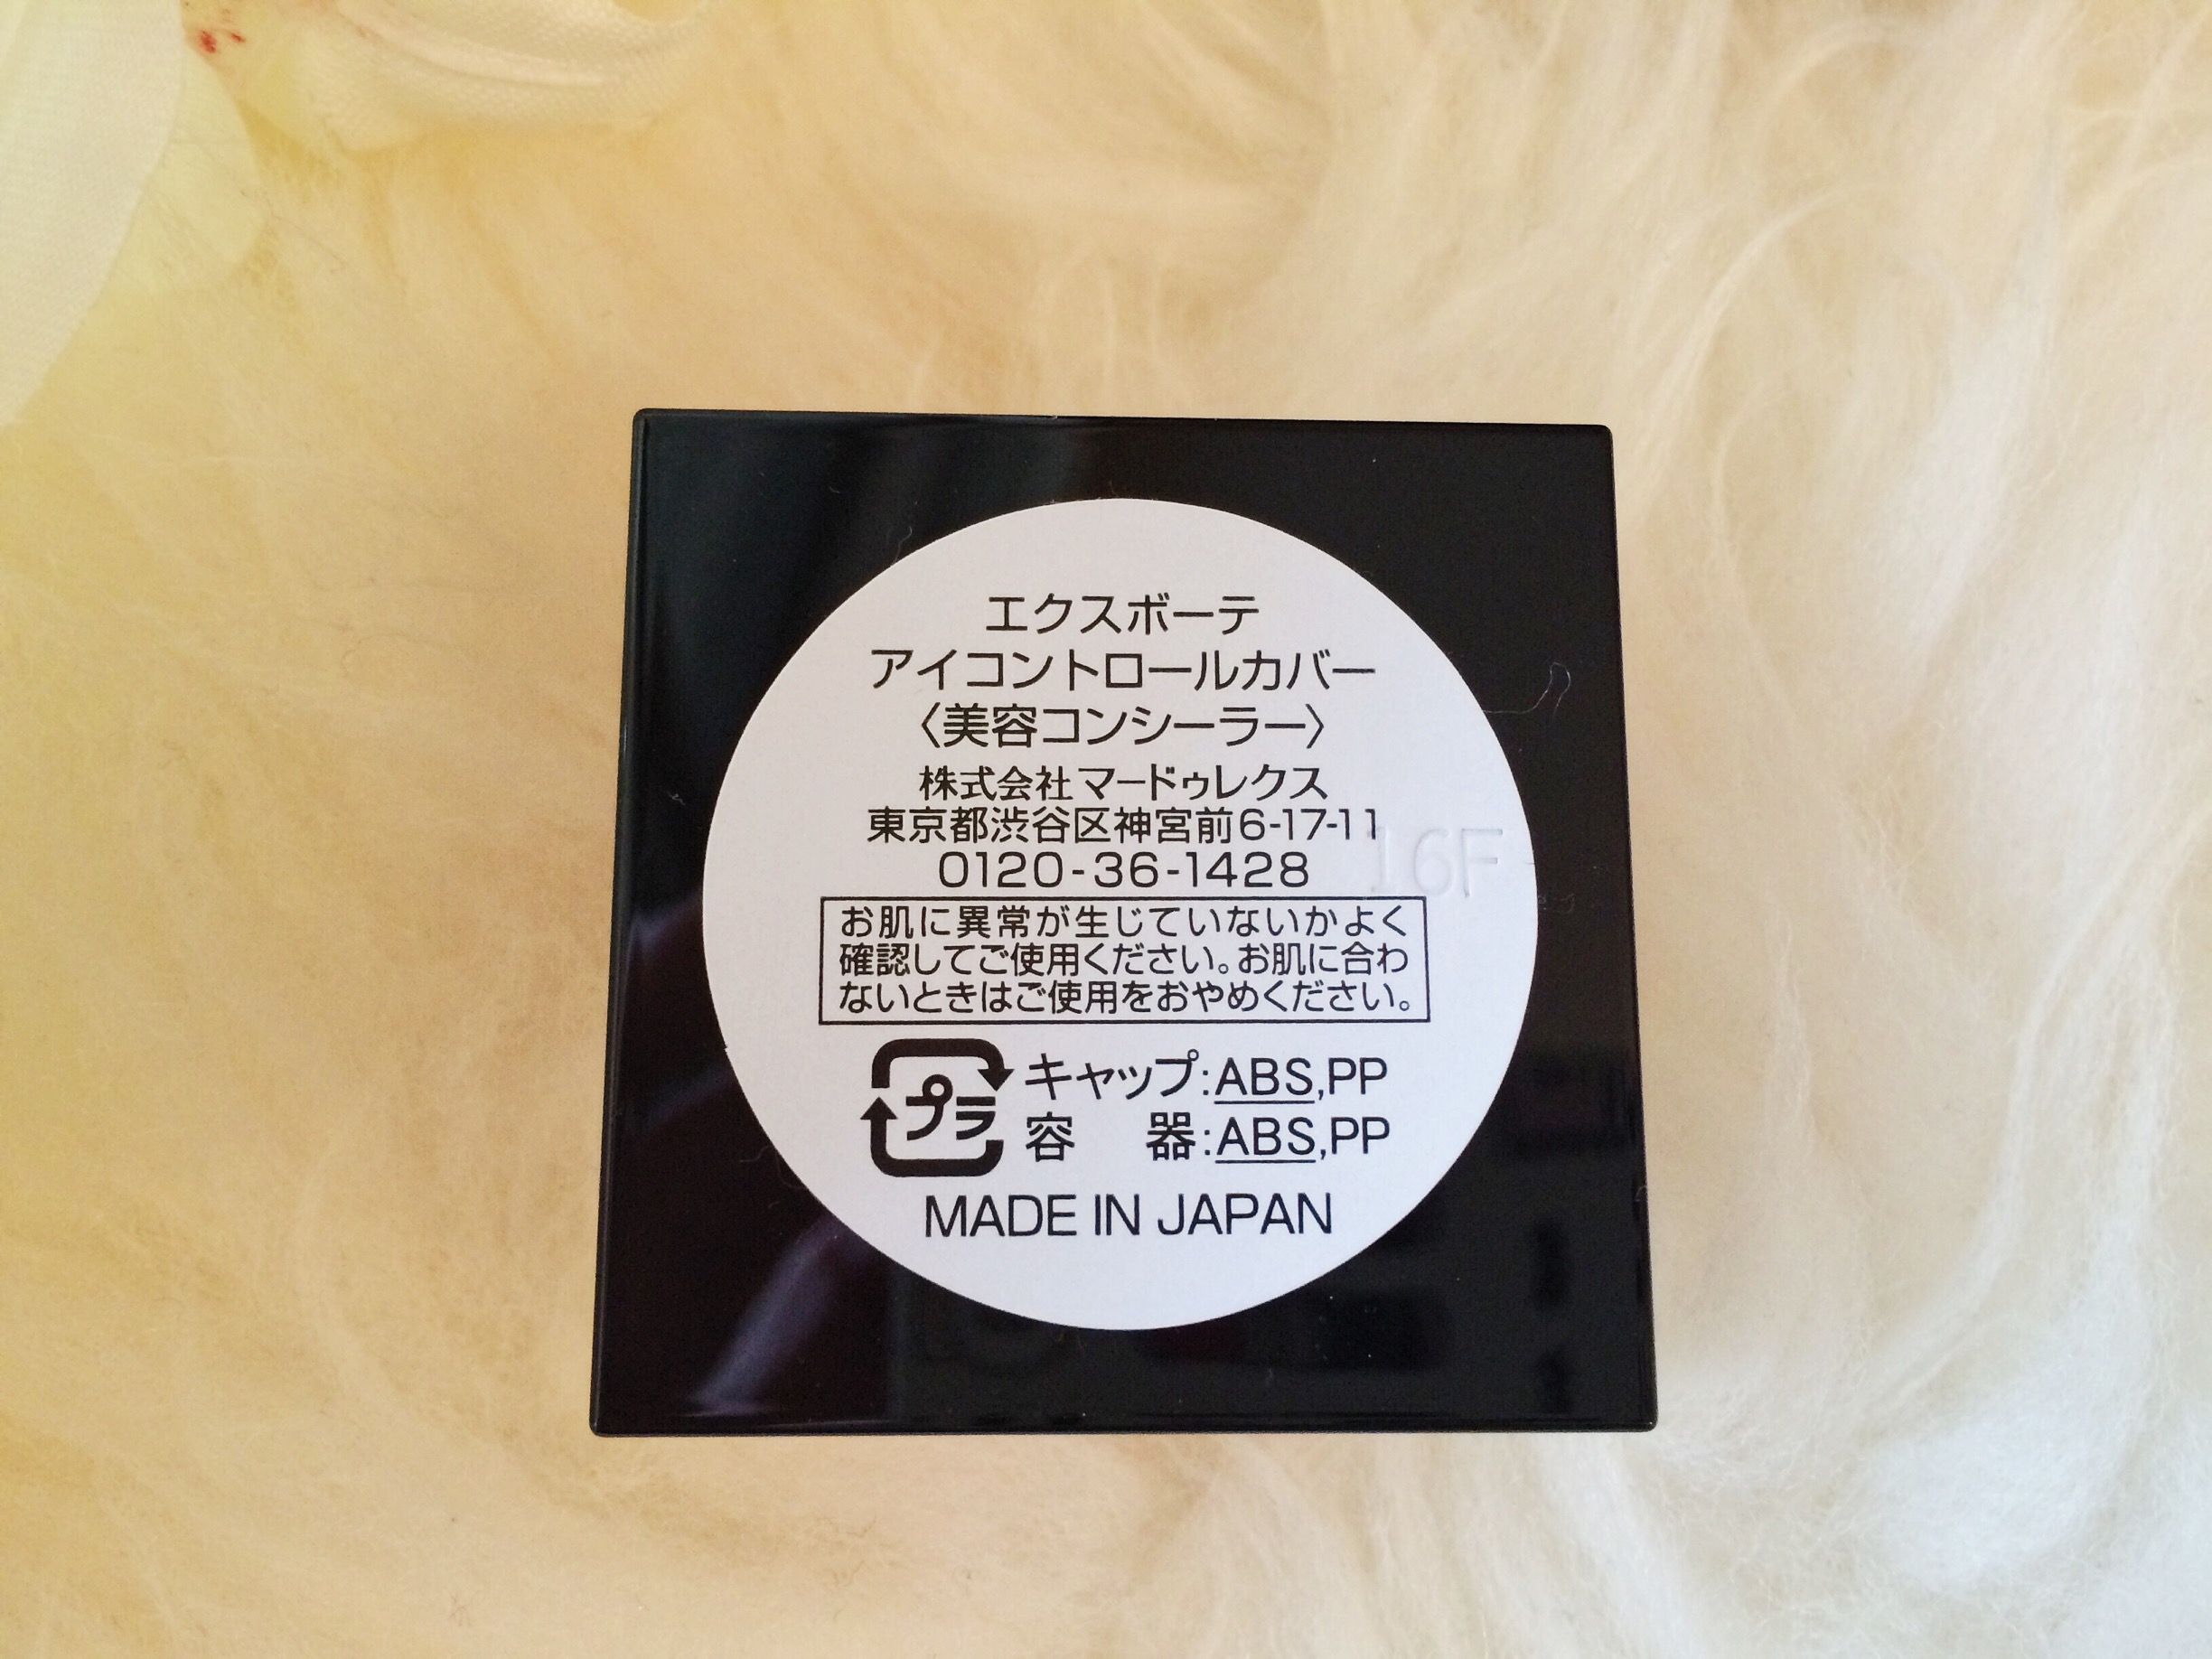 エクスボーテ
アイコントロールカバー
〈美容コンシーラー〉
株式会社マードゥレクス
東京都渋谷区神宮前6-17-11
0120-36-1428
16F
お肌に異常が生じていないかよく
確認してご使用ください。お肌に合わ
ないときはご使用をおやめください。
プラ
キャップ:ABS,PP
容 器:ABS,PP
MADE IN JAPAN